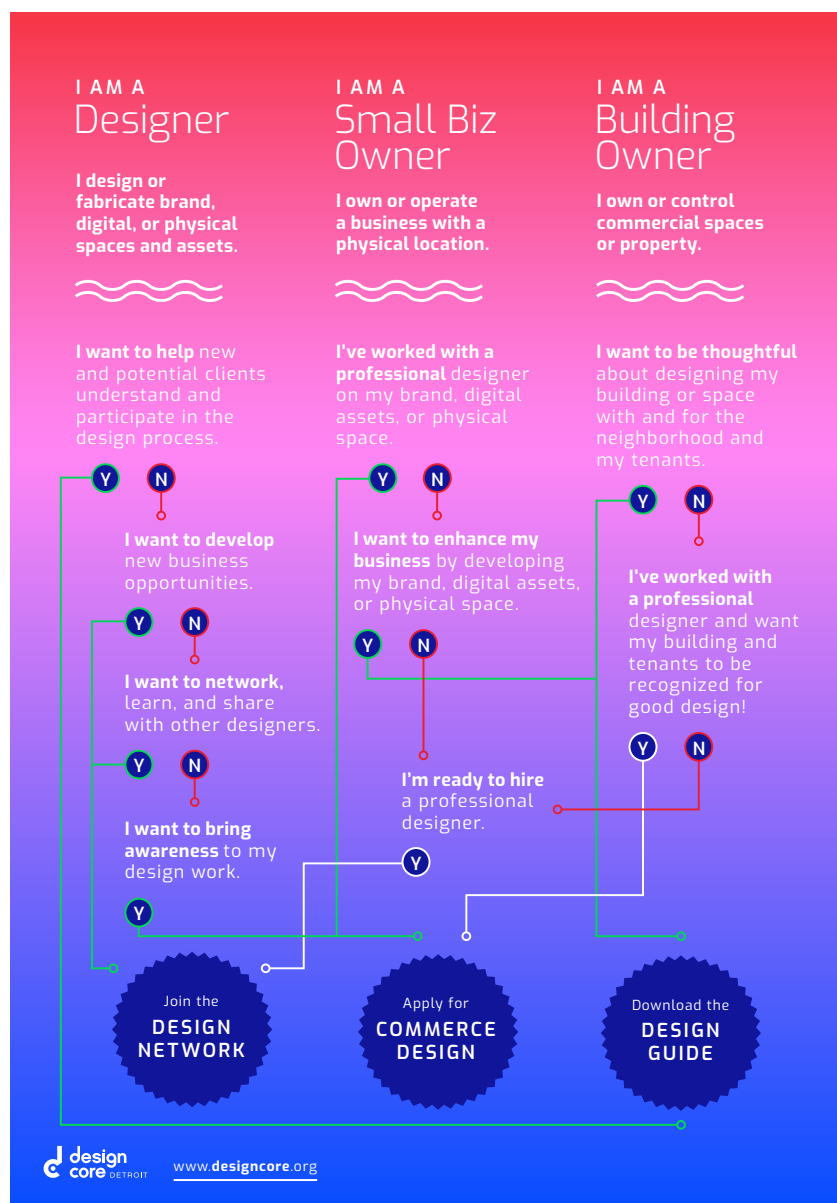 I AM A
Designer
I design or
fabricate brand,
digital, or physical
spaces and assets.
I want to help new
and potential clients
understand and
participate in the
design process.
Y N
I want to develop
new business
opportunities.
Y N
I want to network,
learn, and share
with other designers.
Y N
I want to bring
awareness to my
design work.
Y
I AM A
Small Biz
Owner
I own or operate
a business with a
physical location.
I've worked with a
professional designer
on my brand, digital
assets, or physical
space.
Y N
I want to enhance my
business by developing
my brand, digital assets,
or physical space.
Y N
I'm ready to hire
a professional
designer.
Y
I AM A
Building
Owner
I own or control
commercial spaces
or property.
I want to be thoughtful
about designing my
building or space
with and for the
neighborhood and
my tenants.
Y N
I've worked with
a professional
designer and want
my building and
tenants to be
recognized for
good design!
Y N
Join the
DESIGN
NETWORK
Apply for
COMMERCE
DESIGN
Download the
DESIGN
GUIDE
design
core DETROIT
www.designcore.org